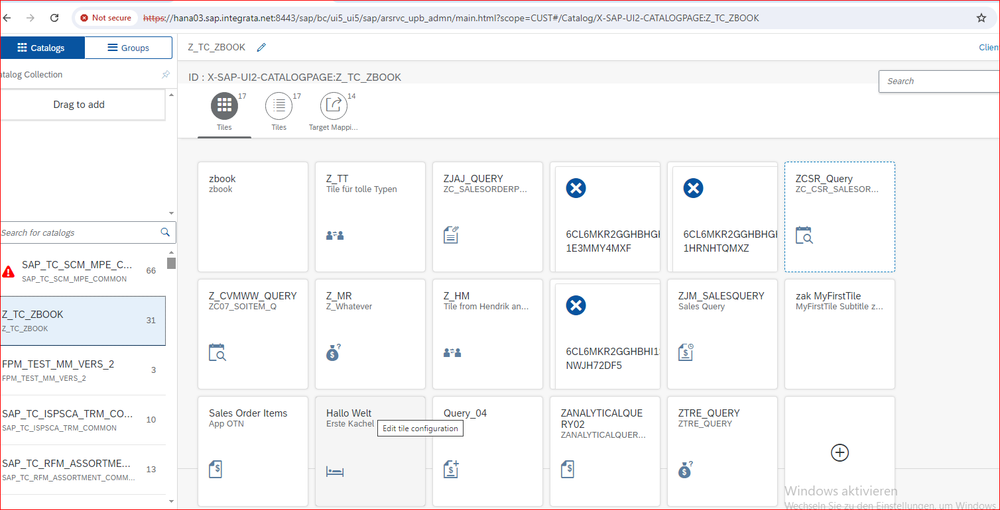 Not secure
https://hana03.sap.integrata.net:8443/sap/bc/ui5_ui5/sap/arsrvc_upb_admn/main.html?scope=CUST#/Catalog/X-SAP-UI2-CATALOGPAGE:Z_TC_ZBOOK
Catalogs
Groups
Z_TC_ZBOOK
Clien
atalog Collection
ID : X-SAP-UI2-CATALOGPAGE:Z_TC_ZBOOK
Search
Drag to add
17
Tiles
17
Tiles
14
Target Mappi...
Search for catalogs
SAP_TC_SCM_MPE_C...
SAP_TC_SCM_MPE_COMMON
66
Z_TC_ZBOOK
Z_TC_ZBOOK
31
FPM_TEST_MM_VERS_2
FPM_TEST_MM_VERS_2
3
SAP_TC_ISPSCA_TRM_CO...
SAP_TC_ISPSCA_TRM_COMMON
10
SAP_TC_RFM_ASSORTME...
SAP_TC_RFM_ASSORTMENT_COMM...
13
zbook
zbook
Z_TT
Tile für tolle Typen
ZJAJ_QUERY
ZC_SALESORDERP...
6CL6MKR2GGHBHGH
1E3MMY4MXF
6CL6MKR2GGHBHGH
1HRNHTQMXZ
ZCSR_Query
ZC_CSR_SALESOR...
Z_CVMWW_QUERY
ZC07_SOITEM_Q
Z_MR
Z_Whatever
Z_HM
Tile from Hendrik an...
6CL6MKR2GGHBHI1S
NWJH72DF5
ZJM_SALESQUERY
Sales Query
zak MyFirstTile
MyFirstTile Subtitle z...
Sales Order Items
App OTN
Hallo Welt
Erste Kachel
Edit tile configuration
Query_04
ZANALYTICALQUE
RY02
ZANALYTICALQUER...
ZTRE_QUERY
ZTRE_QUERY
Windows aktivieren
Wechseln Sie zu den Einstellungen, um Windows